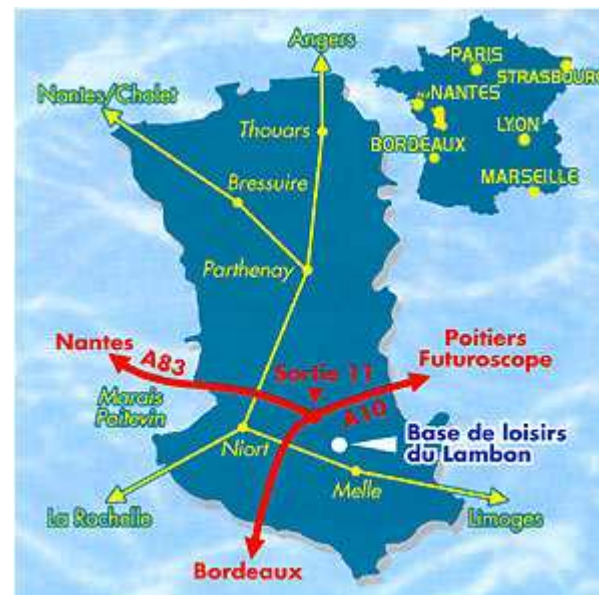 Angers
PARIS
STRASBOURG
Nantes/Cholet
NANTES
Thouars
LYON
BORDEAUX
Bressuire
MARSEILLE
Parthenay
Nantes
A83
Sortie 11
Poitiers
Futuroscope
A10
Marais
Poitevin
Niort
Base de loisirs
du Lambon
Melle
La Rochelle
Limoges
Bordeaux